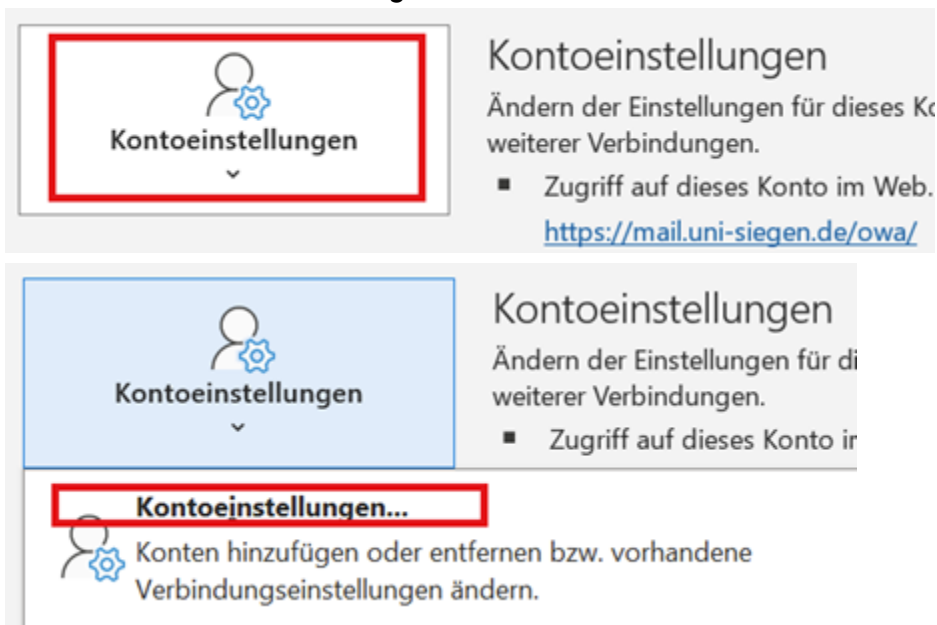 Kontoeinstellungen
Kontoeinstellungen
Ändern der Einstellungen für dieses
weiterer Verbindungen.
Zugriff auf dieses Konto im Web.
https://mail.uni-siegen.de/owa/
Kontoeinstellungen
Kontoeinstellungen
Ändern der Einstellungen für
weiterer Verbindungen.
Zugriff auf dieses Konto
Kontoeinstellungen...
Konten hinzufügen oder entfernen bzw. vorhandene
Verbindungseinstellungen ändern.